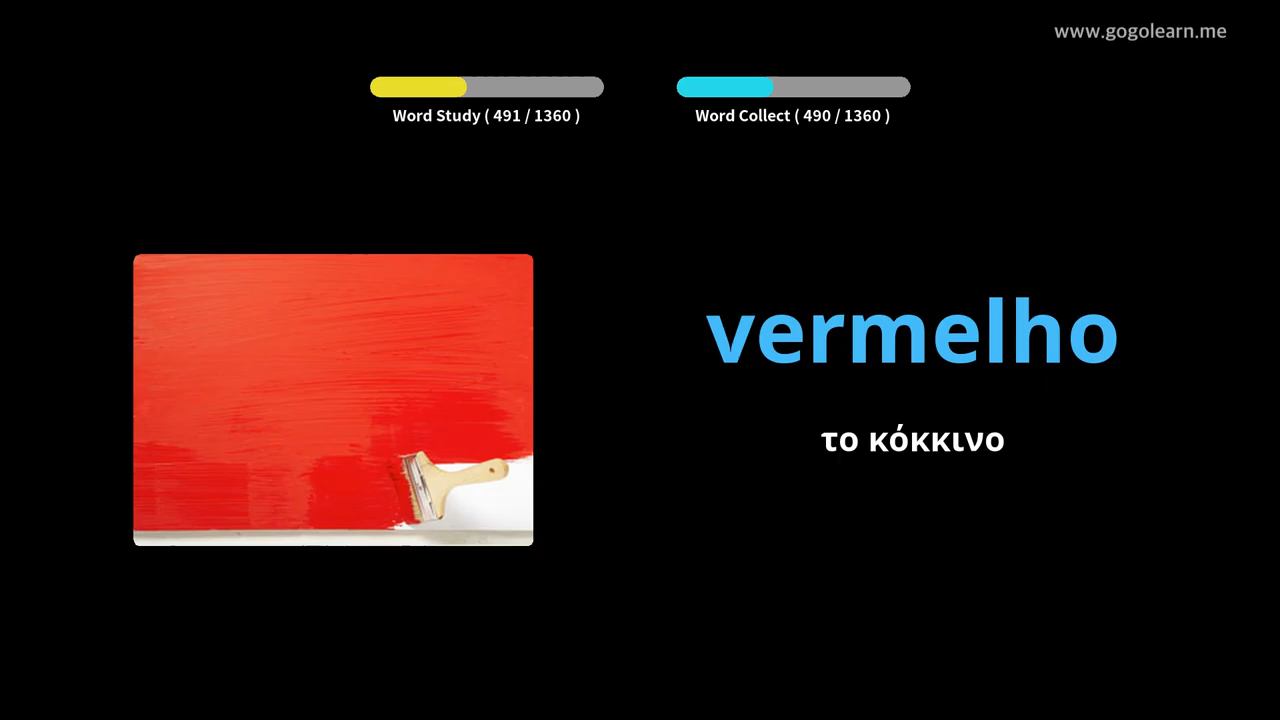 www.gogolearn.me
Word Study ( 491 / 1360 )
Word Collect ( 490 / 1360 )
vermelho
το κόκκινο